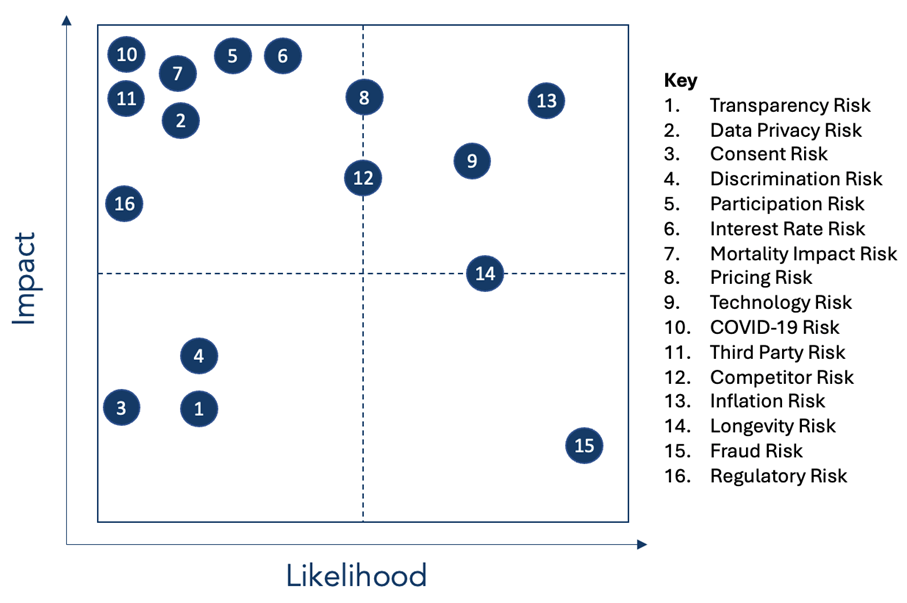 10
5
6
7
11
8
13
2
9
12
16
14
4
3
1
15
Impact
Likelihood
Key
1. Transparency Risk
2. Data Privacy Risk
3. Consent Risk
4. Discrimination Risk
5. Participation Risk
6. Interest Rate Risk
7. Mortality Impact Risk
8. Pricing Risk
9. Technology Risk
10. COVID-19 Risk
11. Third Party Risk
12. Competitor Risk
13. Inflation Risk
14. Longevity Risk
15. Fraud Risk
16. Regulatory Risk